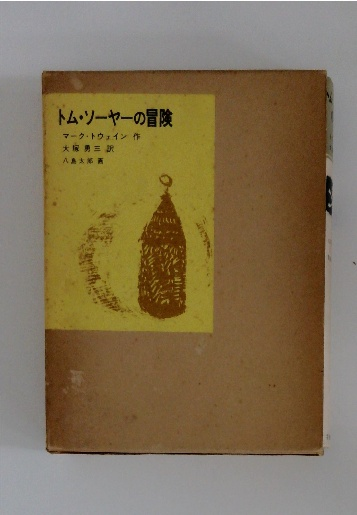 トム・ソーヤーの冒険
マーク・トウェイン 作
大塚勇三 訳
八島太郎 画